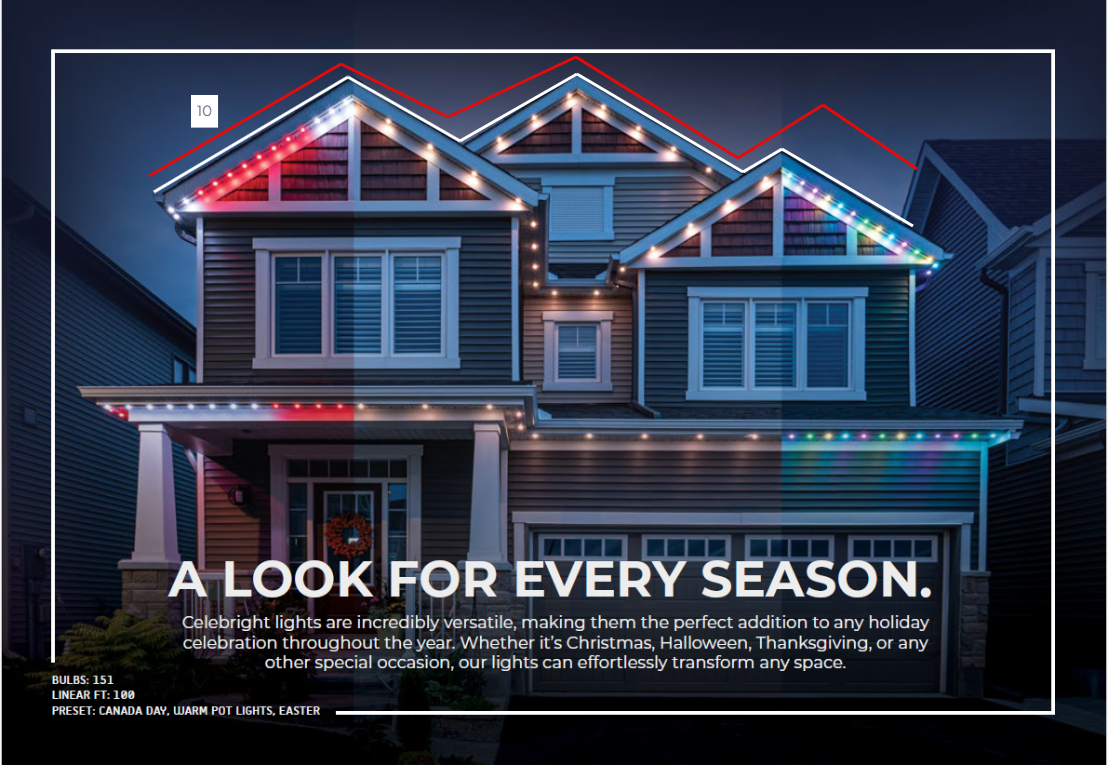 10
A LOOK FOR EVERY SEASON.
Celebright lights are incredibly versatile, making them the perfect addition to any holiday
celebration throughout the year. Whether it's Christmas, Halloween, Thanksgiving, or any
other special occasion, our lights can effortlessly transform any space.
BULBS: 151
LINEAR FT: 100
PRESET: CANADA DAY, WARM POT LIGHTS, EASTER